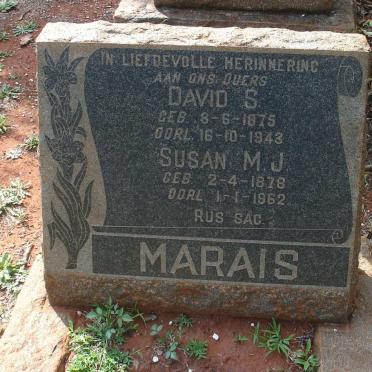 IN LIEFDEVOLLE HERINNERING
AAN ONS OUERS
DAVID S.
GEB. 8-6-1875
OORL. 16-10-1943
SUSAN M.J.
GEB. 2-4-1878
OORL. 1-1-1962
RUS SAG.
MARAIS